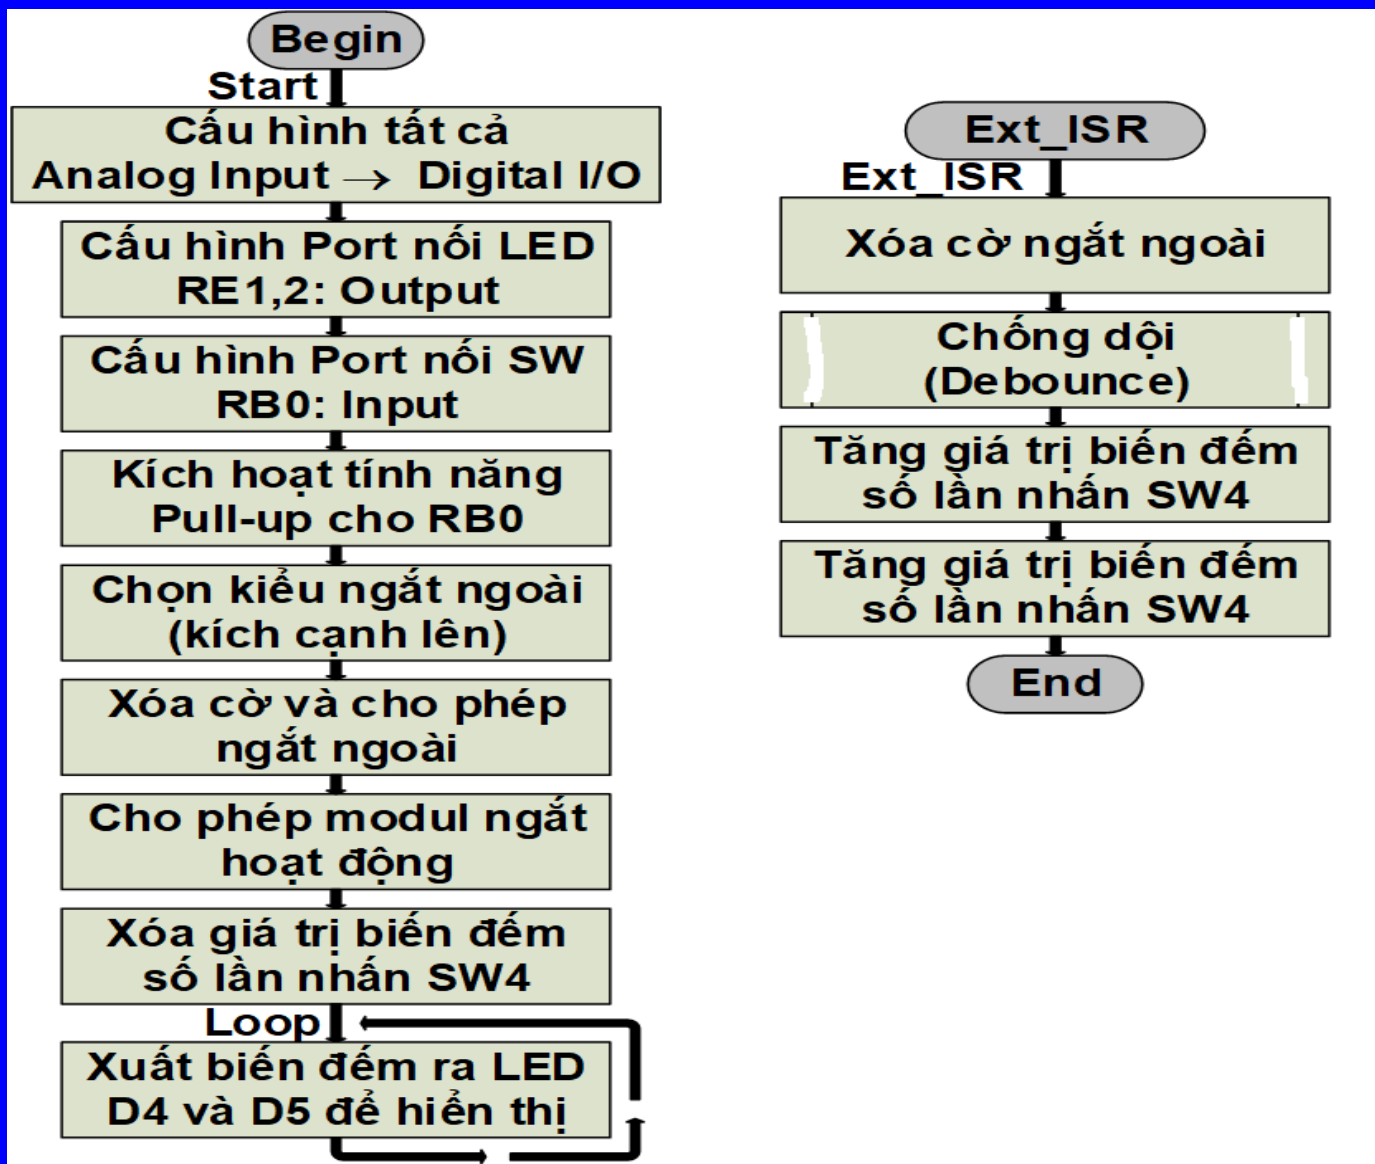 Begin
Start
Cấu hình tất cả
Analog Input → Digital I/O
Cấu hình Port nối LED
RE1,2: Output
Cấu hình Port nối SW
RB0: Input
Kích hoạt tính năng
Pull-up cho RB0
Chọn kiểu ngắt ngoài
(kích cạnh lên)
Xóa cờ và cho phép
ngắt ngoài
Cho phép modul ngắt
hoạt động
Xóa giá trị biến đếm
số lần nhấn SW4
Loop
Xuất biến đếm ra LED
D4 và D5 để hiển thị
Ext_ISR
Ext_ISR
Xóa cờ ngắt ngoài
Chống dội
(Debounce)
Tăng giá trị biến đếm
số lần nhấn SW4
Tăng giá trị biến đếm
số lần nhấn SW4
End